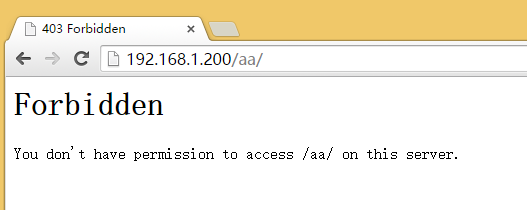 403 Forbidden
192.168.1.200/aa/
Forbidden
You don't have permission to access /aa/ on this server.